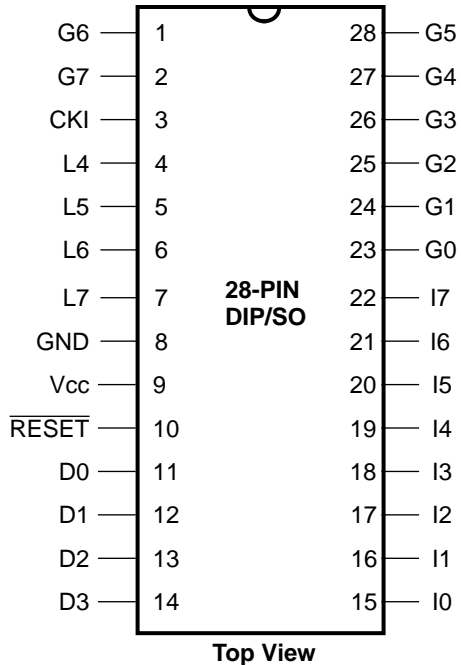 G6 1 28 G5
G7 2 27 G4
CKI 3 26 G3
L4 4 25 G2
L5 5 24 G1
L6 6 23 G0
L7 7 28-PIN 22 I7
DIP/SO
GND 8 21 I6
Vcc 9 20 I5
RESET 10 19 I4
D0 11 18 I3
D1 12 17 I2
D2 13 16 I1
D3 14 15 I0
Top View